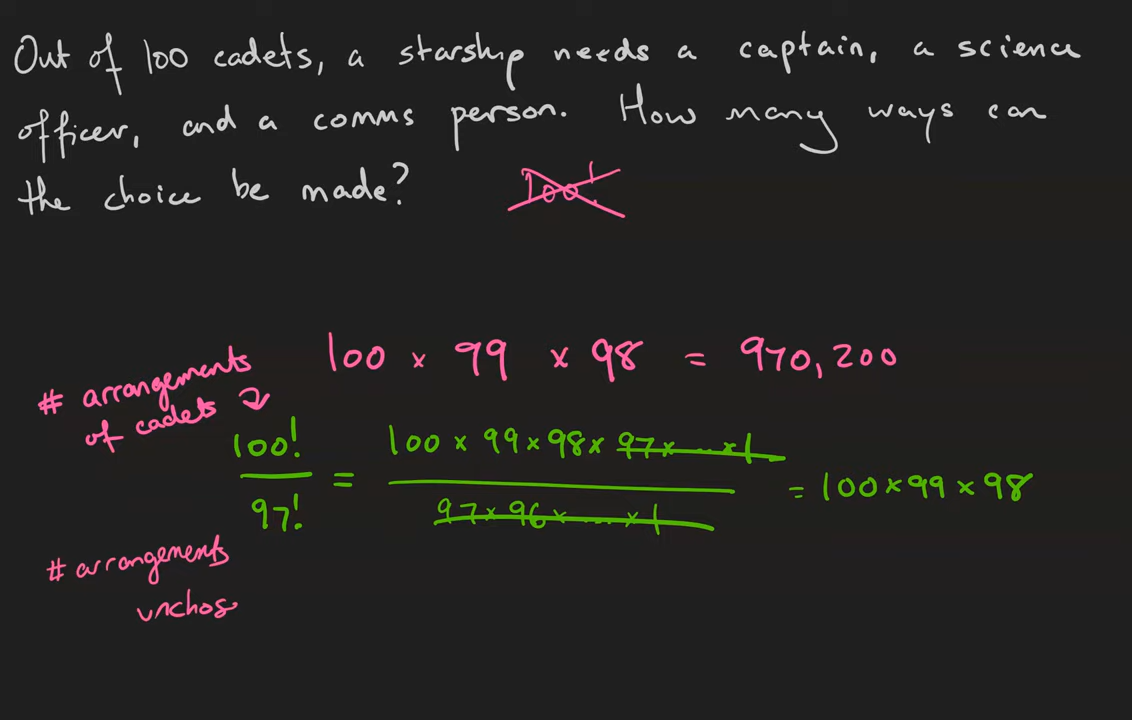 Out of 100 cadets, a starship needs a captain, a science
officer, and a comms person. How many ways can
the choice be made?
100!
100 × 99 × 98 = 970,200
# arrangements
of cadets
100! / 97! = 100 × 99 × 98 × 97 × ... × 1 / 97 × 96 × ... × 1 = 100 × 99 × 98
# arrangements
unchos